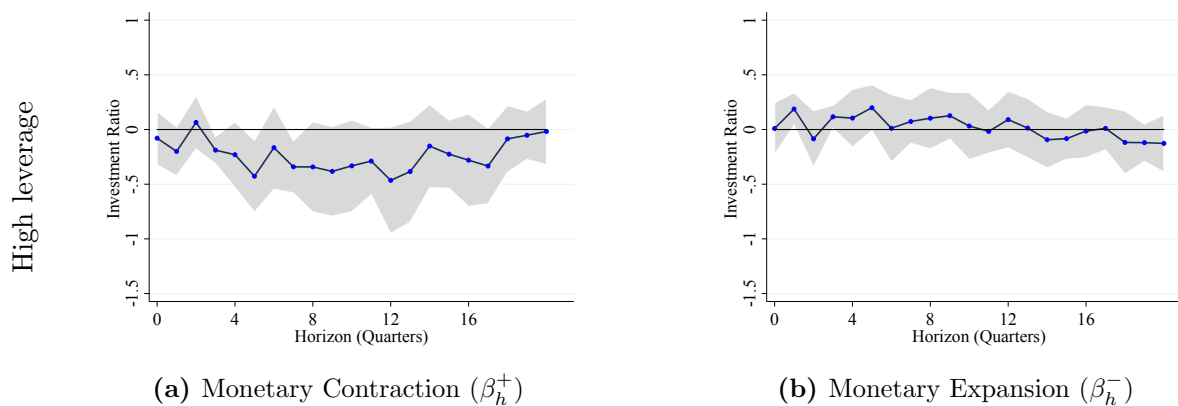 High leverage
Investment Ratio
1
.5
0
-.5
-1
-1.5
0 4 8 12 16
Horizon (Quarters)
(a) Monetary Contraction (β_h^+)
Investment Ratio
1
.5
0
-.5
-1
-1.5
0 4 8 12 16
Horizon (Quarters)
(b) Monetary Expansion (β_h^-)